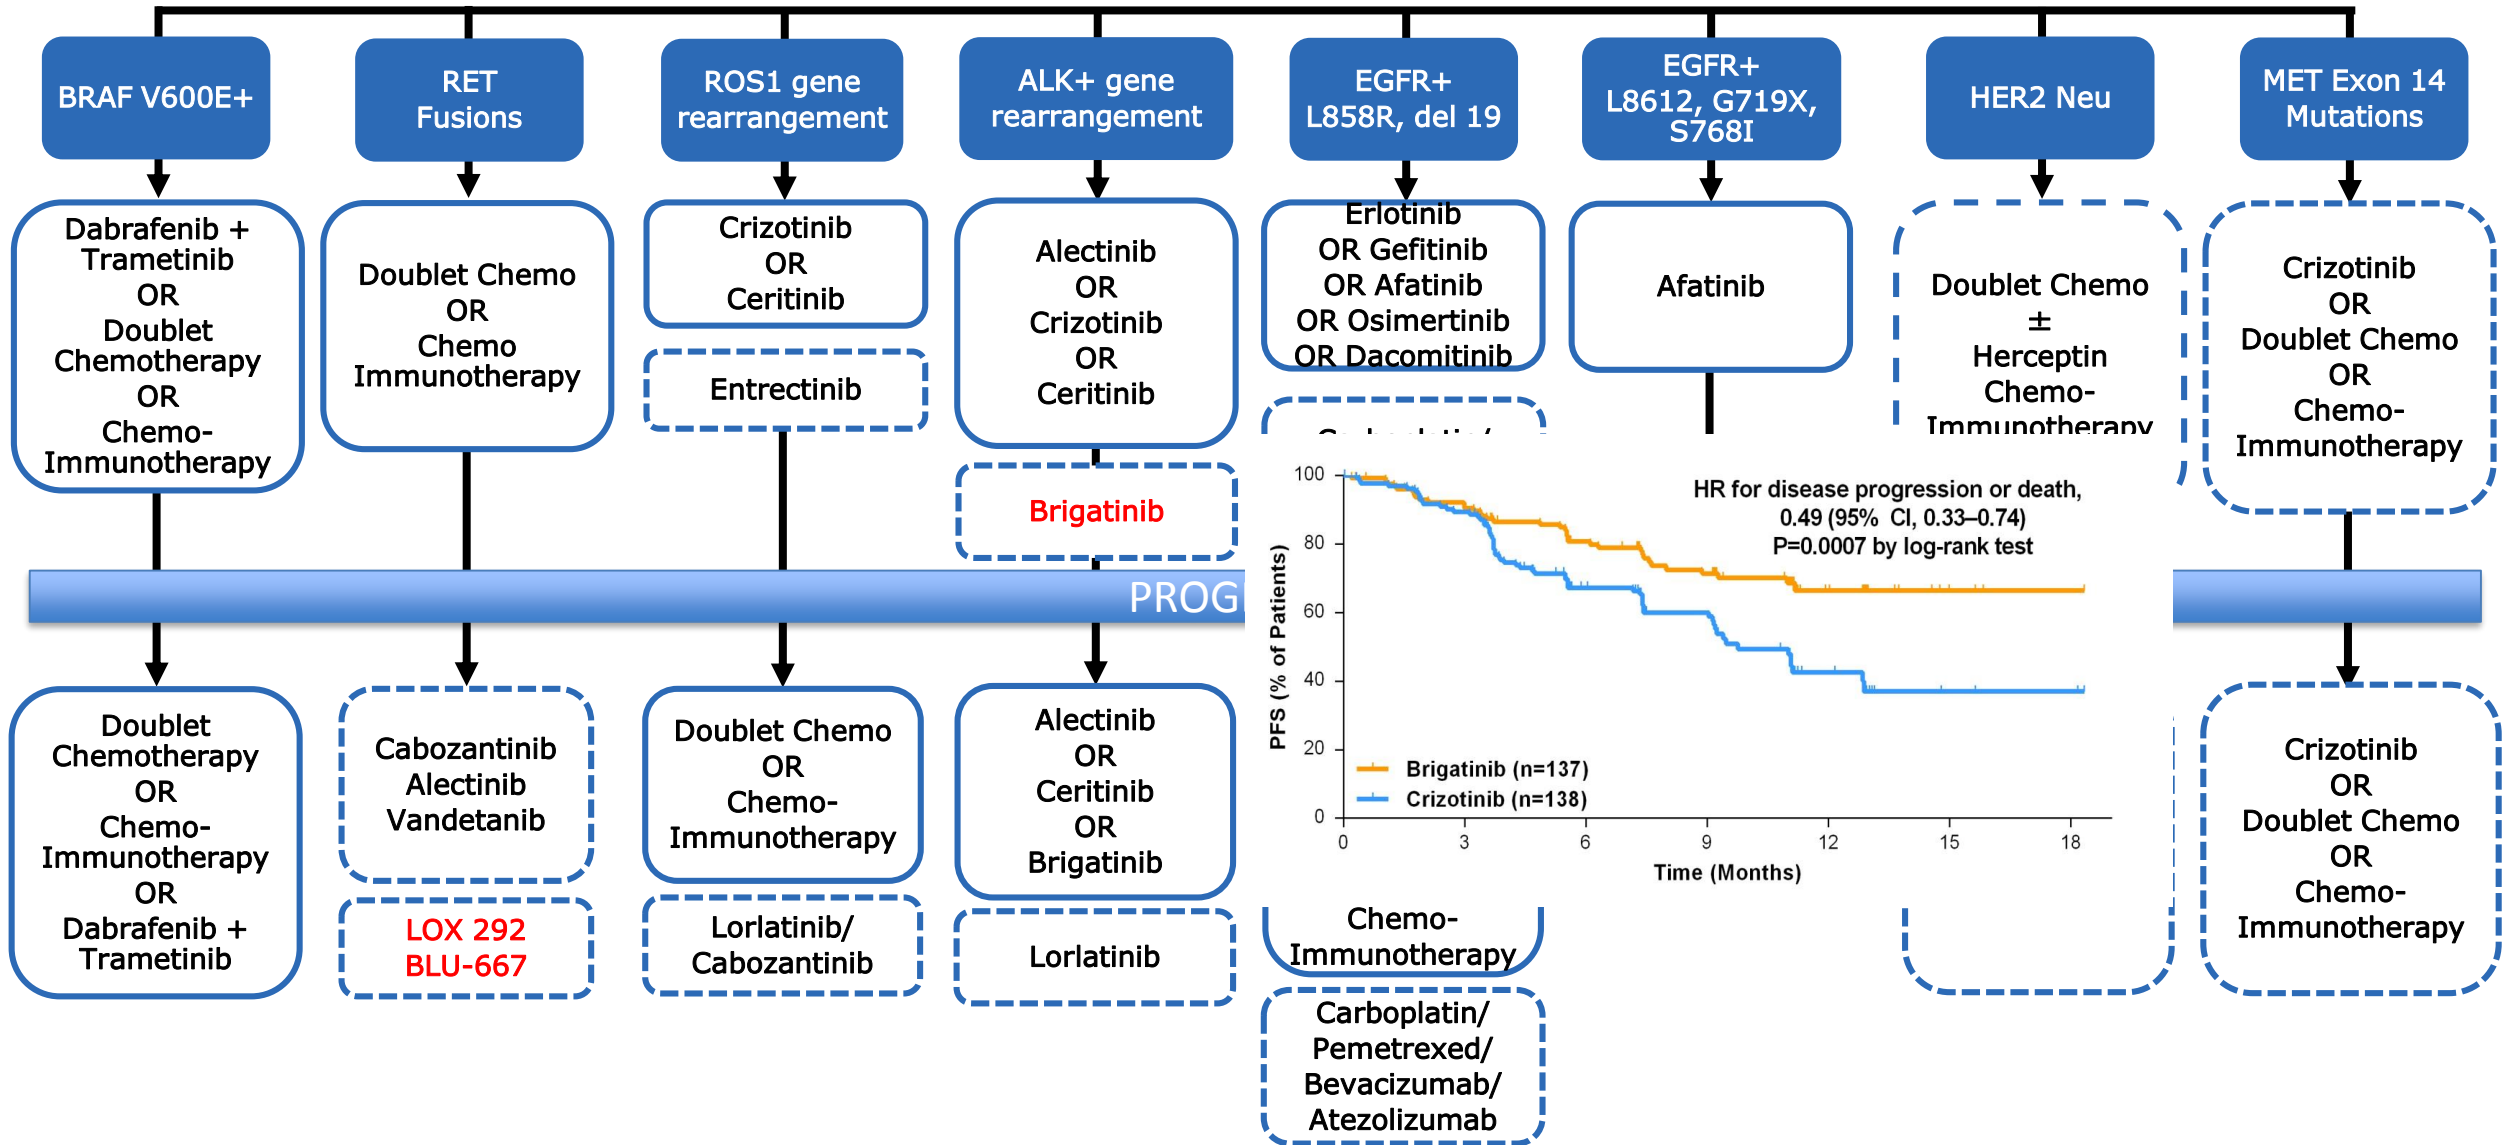 BRAF V600E+
RET
Fusions
ROS1 gene
rearrangement
ALK+ gene
rearrangement
EGFR+
L858R, del 19
EGFR+
L8612, G719X,
S768I
HER2 Neu
MET Exon 14
Mutations
Dabrafenib +
Trametinib
OR
Doublet
Chemotherapy
OR
Chemo-
Immunotherapy
Doublet Chemo
OR
Chemo
Immunotherapy
Crizotinib
OR
Ceritinib
Entrectinib
Alectinib
OR
Crizotinib
OR
Ceritinib
Brigatinib
Erlotinib
OR Gefitinib
OR Afatinib
OR Osimertinib
OR Dacomitinib
Carboplatin/
Afatinib
Doublet Chemo
±
Herceptin
Chemo-
Immunotherapy
Crizotinib
OR
Doublet Chemo
OR
Chemo-
Immunotherapy
PROG
100
80
60
40
20
0
PFS (% of Patients)
HR for disease progression or death,
0.49 (95% CI, 0.33–0.74)
P=0.0007 by log-rank test
Brigatinib (n=137)
Crizotinib (n=138)
0 3 6 9 12 15 18
Time (Months)
Doublet
Chemotherapy
OR
Chemo-
Immunotherapy
OR
Dabrafenib +
Trametinib
Cabozantinib
Alectinib
Vandetanib
LOX 292
BLU-667
Doublet Chemo
OR
Chemo-
Immunotherapy
Lorlatinib/
Cabozantinib
Alectinib
OR
Ceritinib
OR
Brigatinib
Lorlatinib
Chemo-
Immunotherapy
Carboplatin/
Pemetrexed/
Bevacizumab/
Atezolizumab
Crizotinib
OR
Doublet Chemo
OR
Chemo-
Immunotherapy